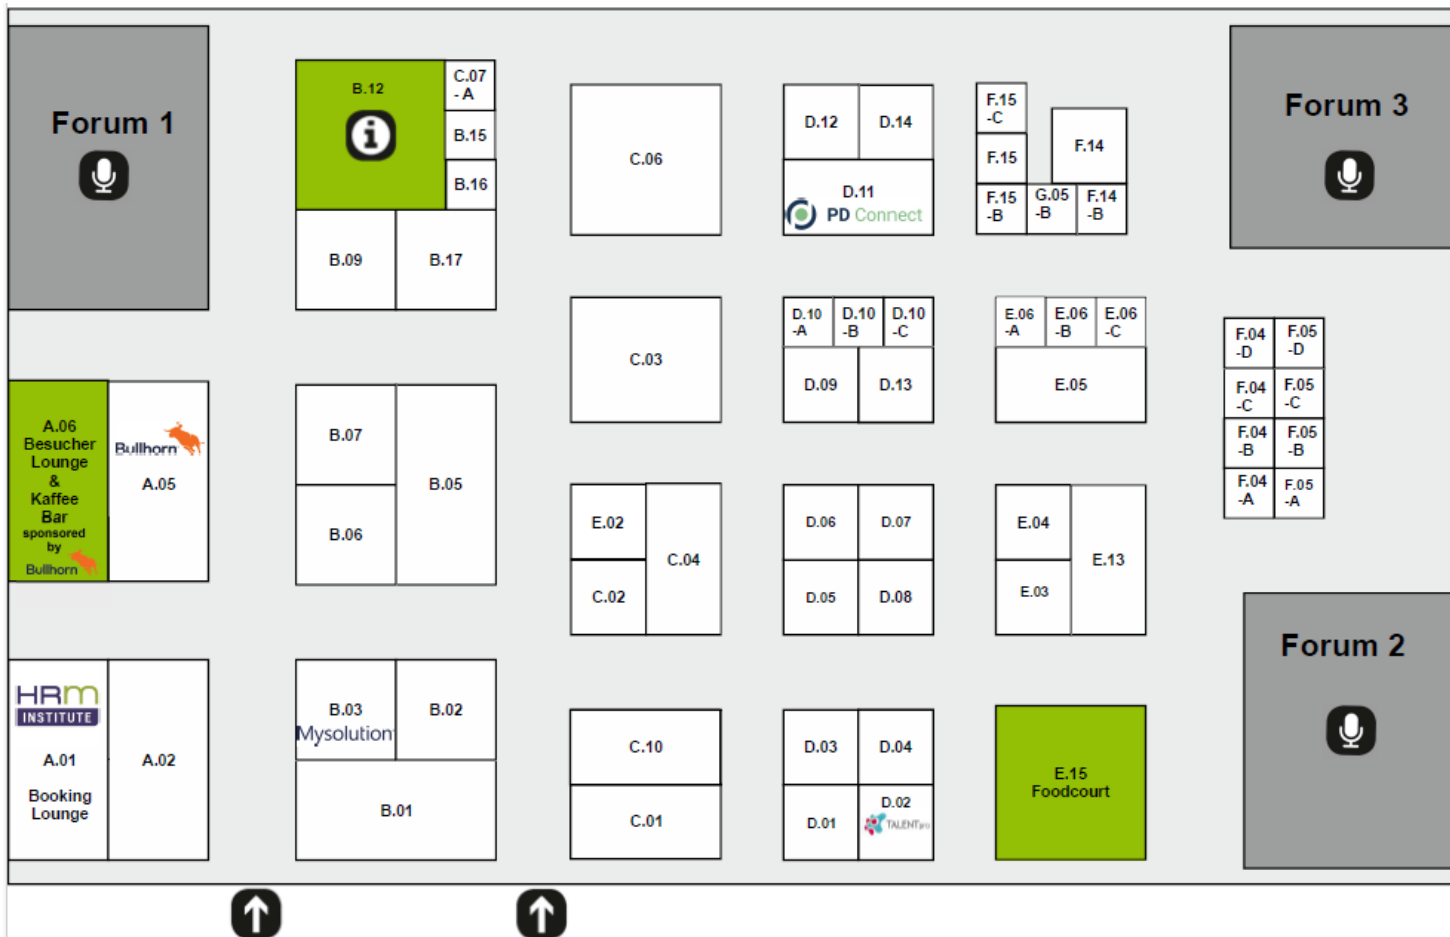 Forum 1
B.12
C.07
-A
B.15
B.16
B.09
B.17
C.06
D.12
D.14
D.11
PD Connect
F.15
-C
F.15
F.14
F.15
-B
G.05
-B
F.14
-B
Forum 3
A.06
Besucher
Lounge
&
Kaffee
Bar
sponsored
by
Bullhorn
Bullhorn
A.05
B.07
B.05
B.06
C.03
D.10
-A
D.10
-B
D.10
-C
D.09
D.13
E.06
-A
E.06
-B
E.06
-C
E.05
F.04
-D
F.05
-D
F.04
-C
F.05
-C
F.04
-B
F.05
-B
F.04
-A
F.05
-A
E.02
C.04
C.02
D.06
D.07
D.05
D.08
E.04
E.13
E.03
Forum 2
HRM
INSTITUTE
A.01
Booking
Lounge
A.02
B.03
Mysolution
B.02
B.01
C.10
C.01
D.03
D.04
D.01
D.02
TALENTpro
E.15
Foodcourt